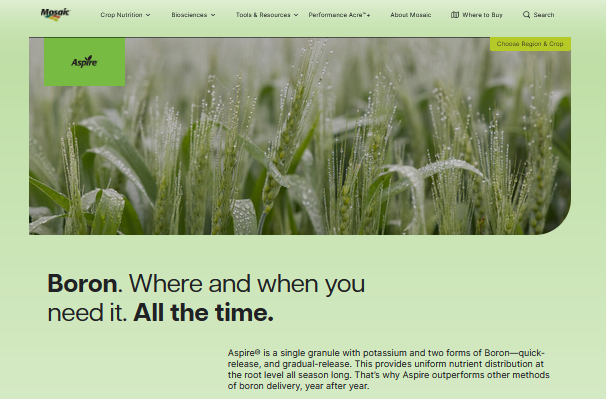 Mosaic
Crop Nutrition
Biosciences
Tools & Resources
Performance Acre™+
About Mosaic
Where to Buy
Search
Choose Region & Crop
Aspire
Boron. Where and when you
need it. All the time.
Aspire® is a single granule with potassium and two forms of Boron—quick-
release, and gradual-release. This provides uniform nutrient distribution at
the root level all season long. That's why Aspire outperforms other methods
of boron delivery, year after year.